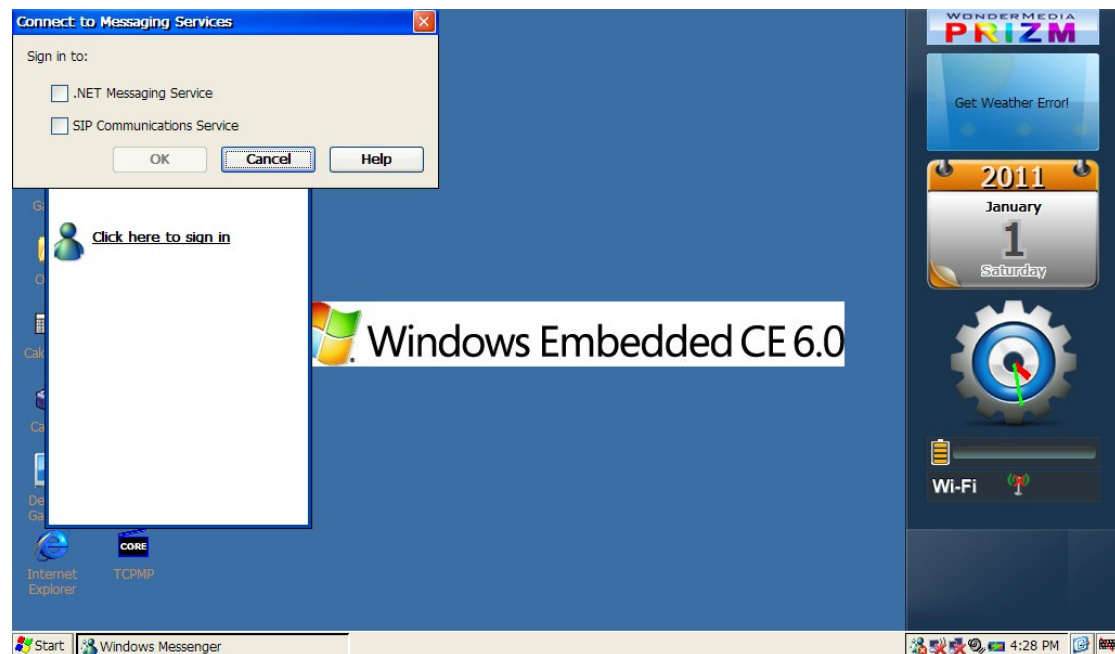 Connect to Messaging Services
Sign in to:
.NET Messaging Service
SIP Communications Service
OK Cancel Help
Click here to sign in
Windows Embedded CE 6.0
Internet
Explorer
TCPMP
CORE
WONDERMEDIA
PRIZM
Get Weather Error!
2011
January
1
Saturday
Wi-Fi
Start
Windows Messenger
4:28 PM